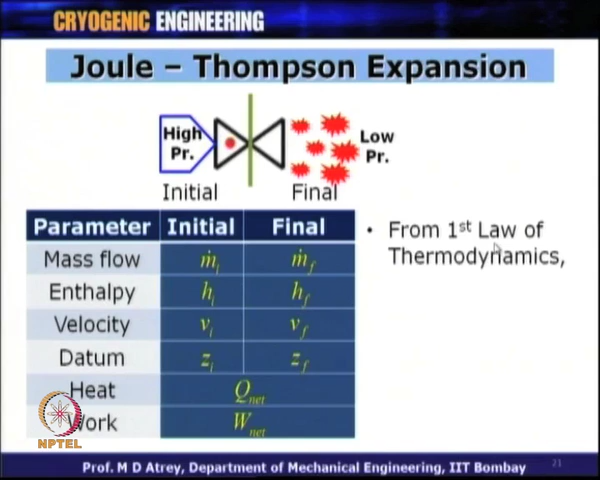 CRYOGENIC ENGINEERING
Joule – Thompson Expansion
High
Pr.
Low
Pr.
Initial Final
Parameter Initial Final
Mass flow ṁi ṁf
Enthalpy hi hf
Velocity vi vf
Datum zi zf
Heat Qnet
Work Wnet
• From 1st Law of
Thermodynamics,
NPTEL
Prof. M D Atrey, Department of Mechanical Engineering, IIT Bombay
21